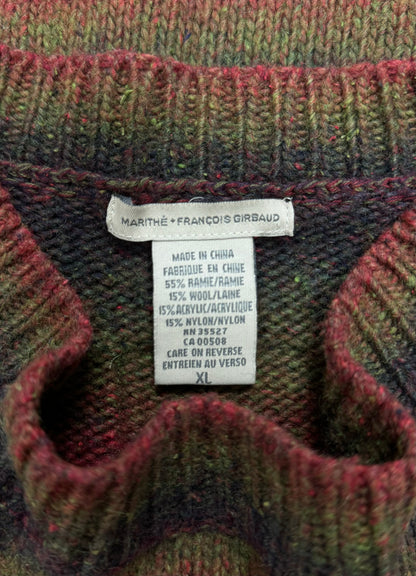 MARITHÉ + FRANÇOIS GIRBAUD
MADE IN CHINA
FABRIQUE EN CHINE
55% RAMIE/RAMIE
15% WOOL/LAINE
15% ACRYLIC/ACRYLIQUE
15% NYLON/NYLON
RN 35527
CA 00508
CARE ON REVERSE
ENTREIEN AU VERSO
XL